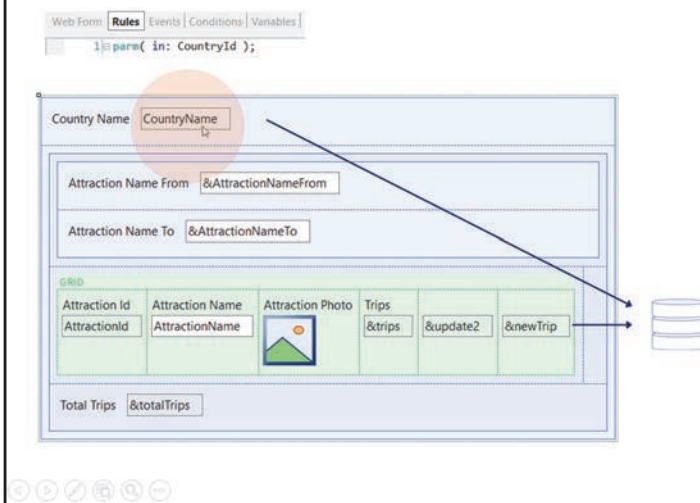 Web Form Rules Events Conditions Variables
1 parm( in: CountryId );
Country Name CountryName
Attraction Name From &AttractionNameFrom
Attraction Name To &AttractionNameTo
GRID
Attraction Id Attraction Name Attraction Photo Trips
AttractionId AttractionName &trips &update2 &newTrip
Total Trips &totalTrips